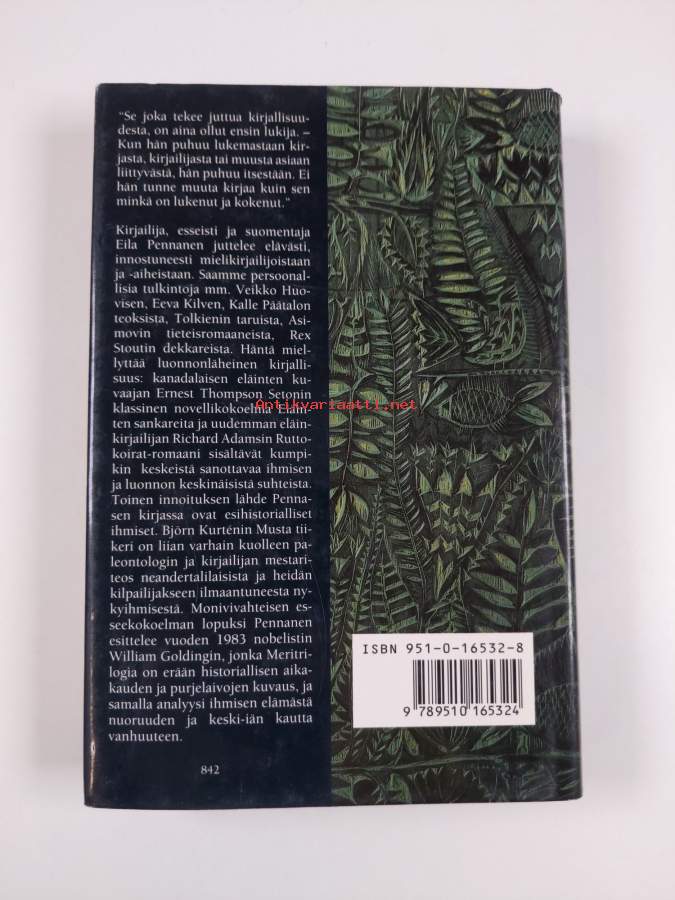 "Se joka tekee juttua kirjallisuu-
desta, on aina ollut ensin lukija. –
Kun hän puhuu lukemastaan kir-
jasta, kirjailijasta tai muusta asiaan
liittyvästä, hän puhuu itsestään. Ei
hän tunne muuta kirjaa kuin sen
minkä on lukenut ja kokenut."
Kirjailija, esseisti ja suomentaja
Eila Pennanen juttelee elävästi,
innostuneesti mielikirjailijoistaan
ja -aiheistaan. Saamme persoonal-
lisia tulkintoja mm. Veikko Huo-
visen, Eeva Kilven, Kalle Päätalon
teoksista, Tolkienin taruista, Asi-
movin tieteisromaaneista, Rex
Stoutin dekkareista. Häntä miel-
lyttää luonnonläheinen kirjalli-
suus: kanadalaisen eläinten ku-
vaajan Ernest Thompson Setonin
klassinen novellikokoelma Eläin-
ten sankareita ja uudemman eläin-
kirjailijan Richard Adamsin Rutto-
koirat-romaani sisältävät kumpi-
kin keskeistä sanottavaa ihmisen
ja luonnon keskinäisistä suhteista.
Toinen innoituksen lähde Penna-
sen kirjassa ovat esihistorialliset
ihmiset. Björn Kurténin Musta tii-
keri on liian varhain kuolleen pa-
leontologin ja kirjailijan mestari-
teos neandertalilaisista ja heidän
kilpailijakseen ilmaantuneesta ny-
kyihmisestä. Monivivahteisen es-
seekokoelman lopuksi Pennanen
esittelee vuoden 1983 nobelistin
William Goldingin, jonka Meritri-
logia on erään historiallisen aika-
kauden ja purjelaivojen kuvaus, ja
samalla analyysi ihmisen elämästä
nuoruuden ja keski-iän kautta
vanhuuteen.
842
Antikvariaatti.net
ISBN 951-0-16532-8
9 789510 165324